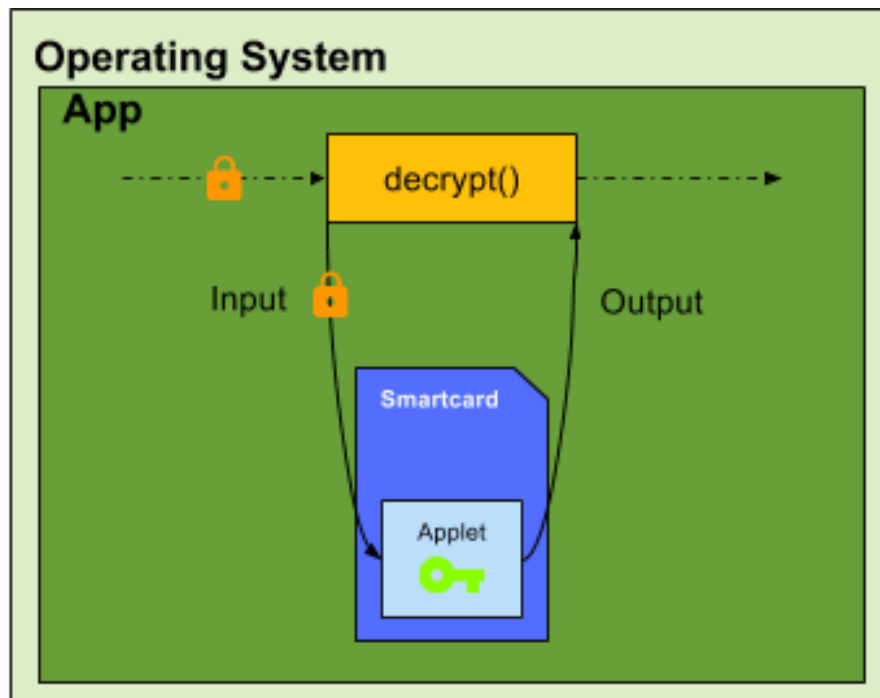 Operating System
App
decrypt()
Input
Output
Smartcard
Applet